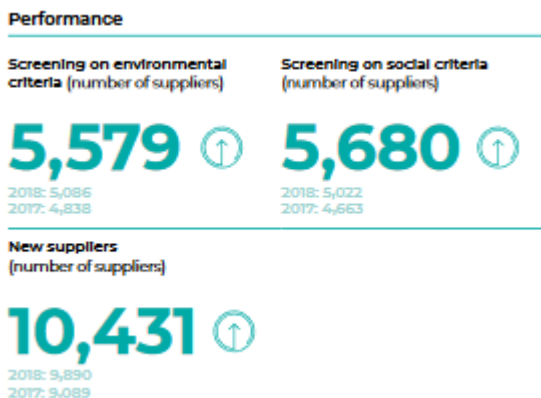 Performance
Screening on environmental
criteria (number of suppliers)
5,579
2018: 5,086
2017: 4,838
Screening on social criteria
(number of suppliers)
5,680
2018: 5,022
2017: 4,663
New suppliers
(number of suppliers)
10,431
2018: 9,890
2017: 9,089